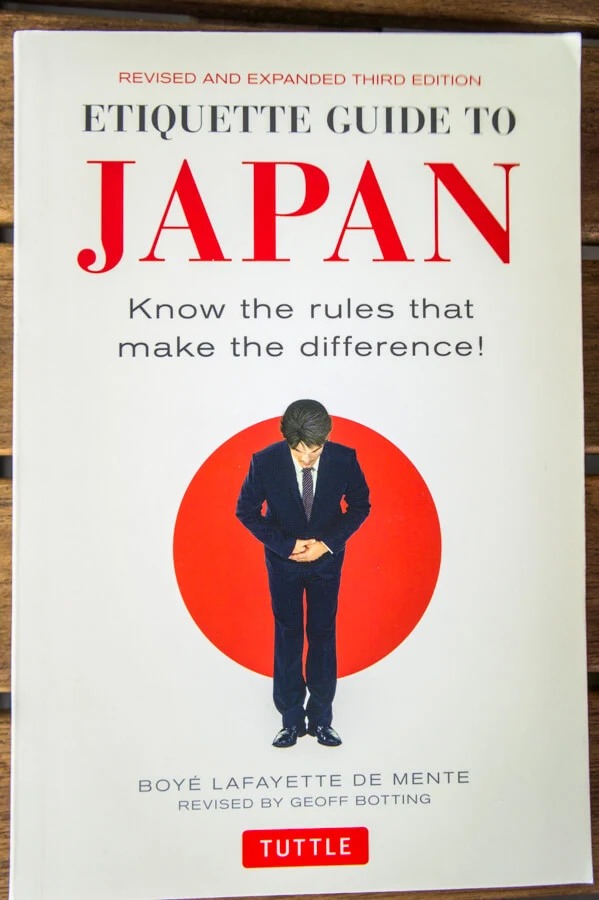 REVISED AND EXPANDED THIRD EDITION
ETIQUETTE GUIDE TO
JAPAN
Know the rules that
make the difference!
BOYÉ LAFAYETTE DE MENTE
REVISED BY GEOFF BOTTING
TUTTLE